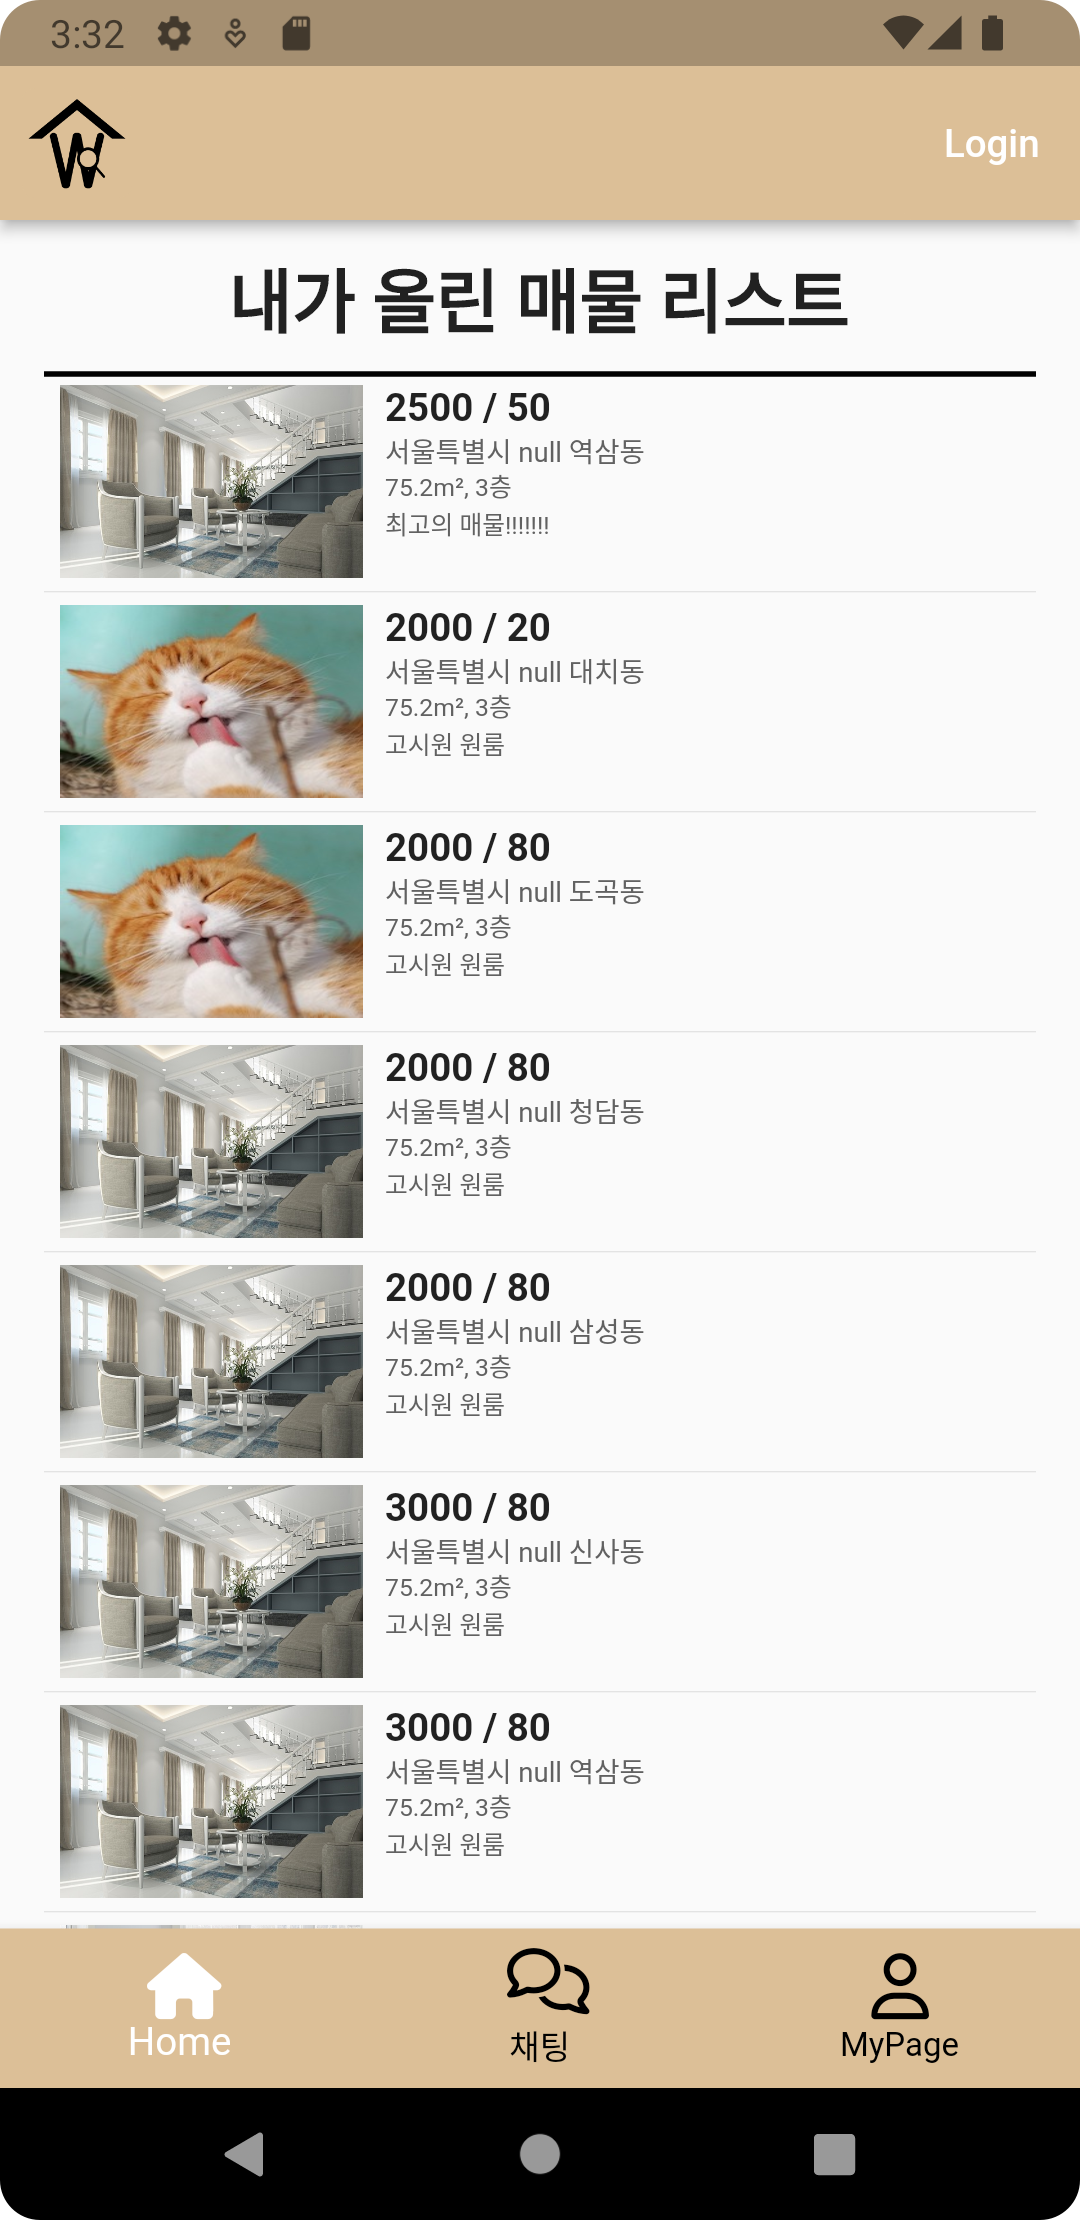 3:32
Login
내가 올린 매물 리스트
2500 / 50
서울특별시 null 역삼동
75.2m², 3층
최고의 매물!!!!!!!
2000 / 20
서울특별시 null 대치동
75.2m², 3층
고시원 원룸
2000 / 80
서울특별시 null 도곡동
75.2m², 3층
고시원 원룸
2000 / 80
서울특별시 null 청담동
75.2m², 3층
고시원 원룸
2000 / 80
서울특별시 null 삼성동
75.2m², 3층
고시원 원룸
3000 / 80
서울특별시 null 신사동
75.2m², 3층
고시원 원룸
3000 / 80
서울특별시 null 역삼동
75.2m², 3층
고시원 원룸
Home
채팅
MyPage